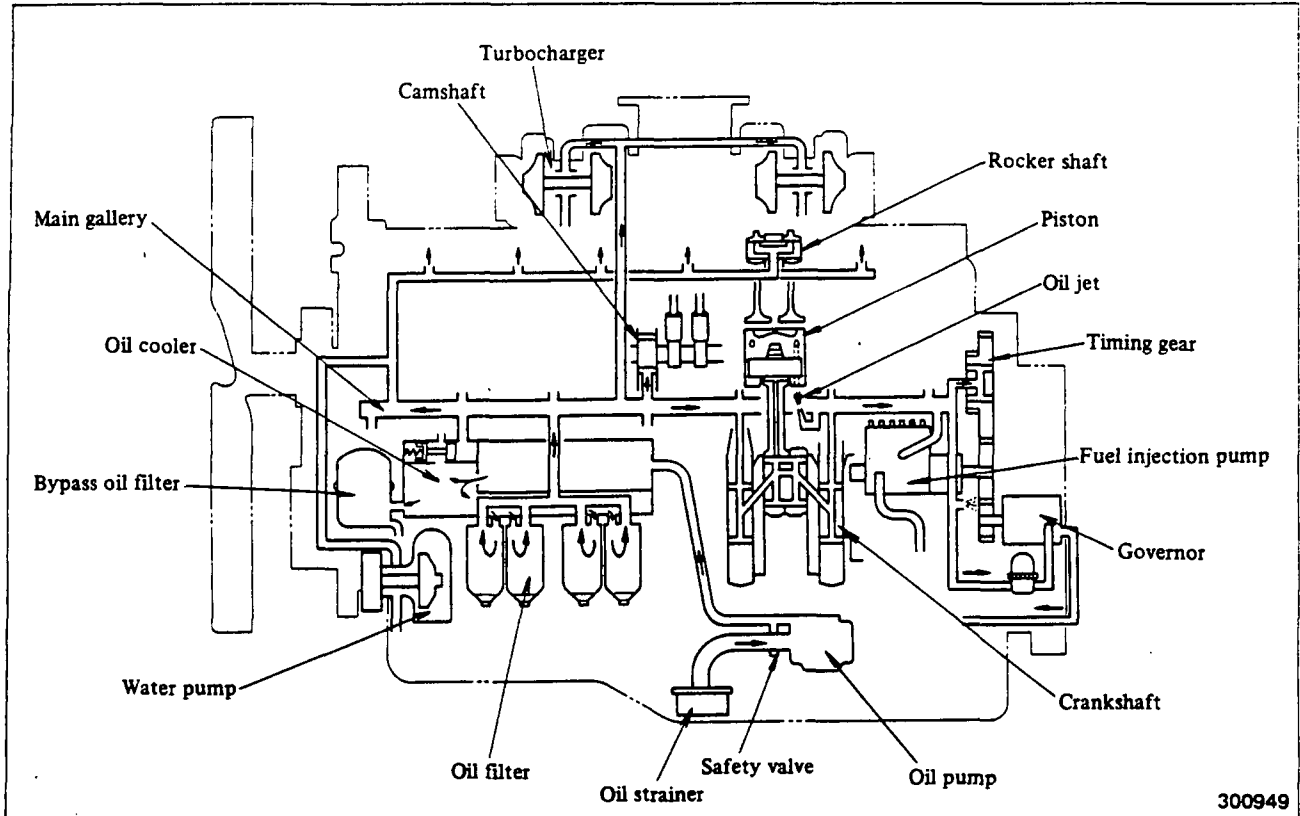 Turbocharger
Camshaft
Rocker shaft
Main gallery
Piston
Oil jet
Oil cooler
Timing gear
Bypass oil filter
Fuel injection pump
Governor
Water pump
Crankshaft
Oil filter
Safety valve
Oil pump
Oil strainer
300949